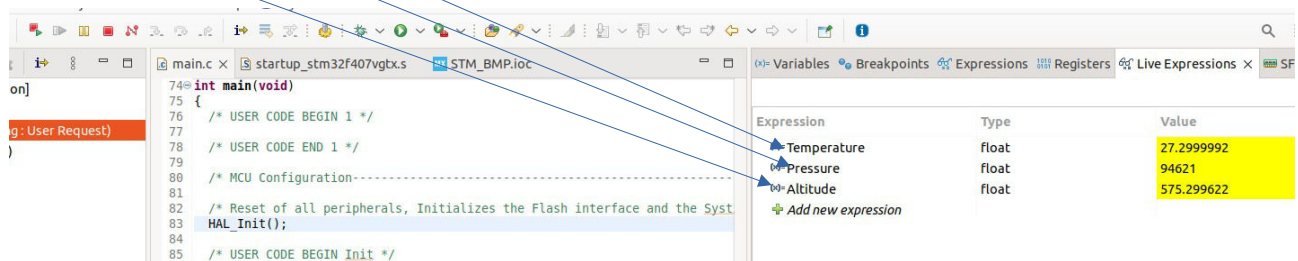 main.c
startup_stm32f407vgtx.s
STM_BMP.ioc
Variables
Breakpoints
Expressions
Registers
Live Expressions
SF
on]
g : User Request)
)
74 int main(void)
75 {
76 /* USER CODE BEGIN 1 */
77
78 /* USER CODE END 1 */
79
80 /* MCU Configuration--------------------------------------------------
81
82 /* Reset of all peripherals, Initializes the Flash interface and the Syst
83 HAL_Init();
84
85 /* USER CODE BEGIN Init */
Expression Type Value
Temperature float 27.2999992
Pressure float 94621
Altitude float 575.299622
Add new expression